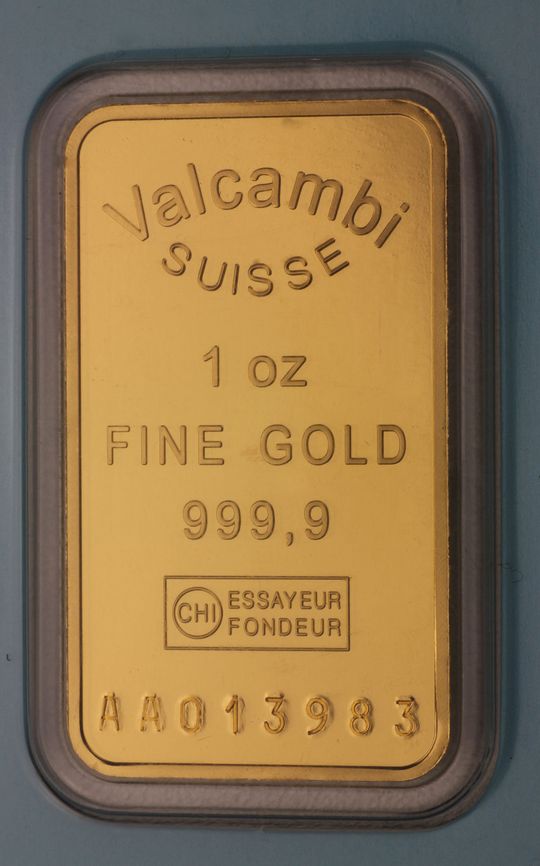 Valcambi
SUISSE
1 oz
FINE GOLD
999,9
CHI ESSAYEUR
FONDEUR
AA013983